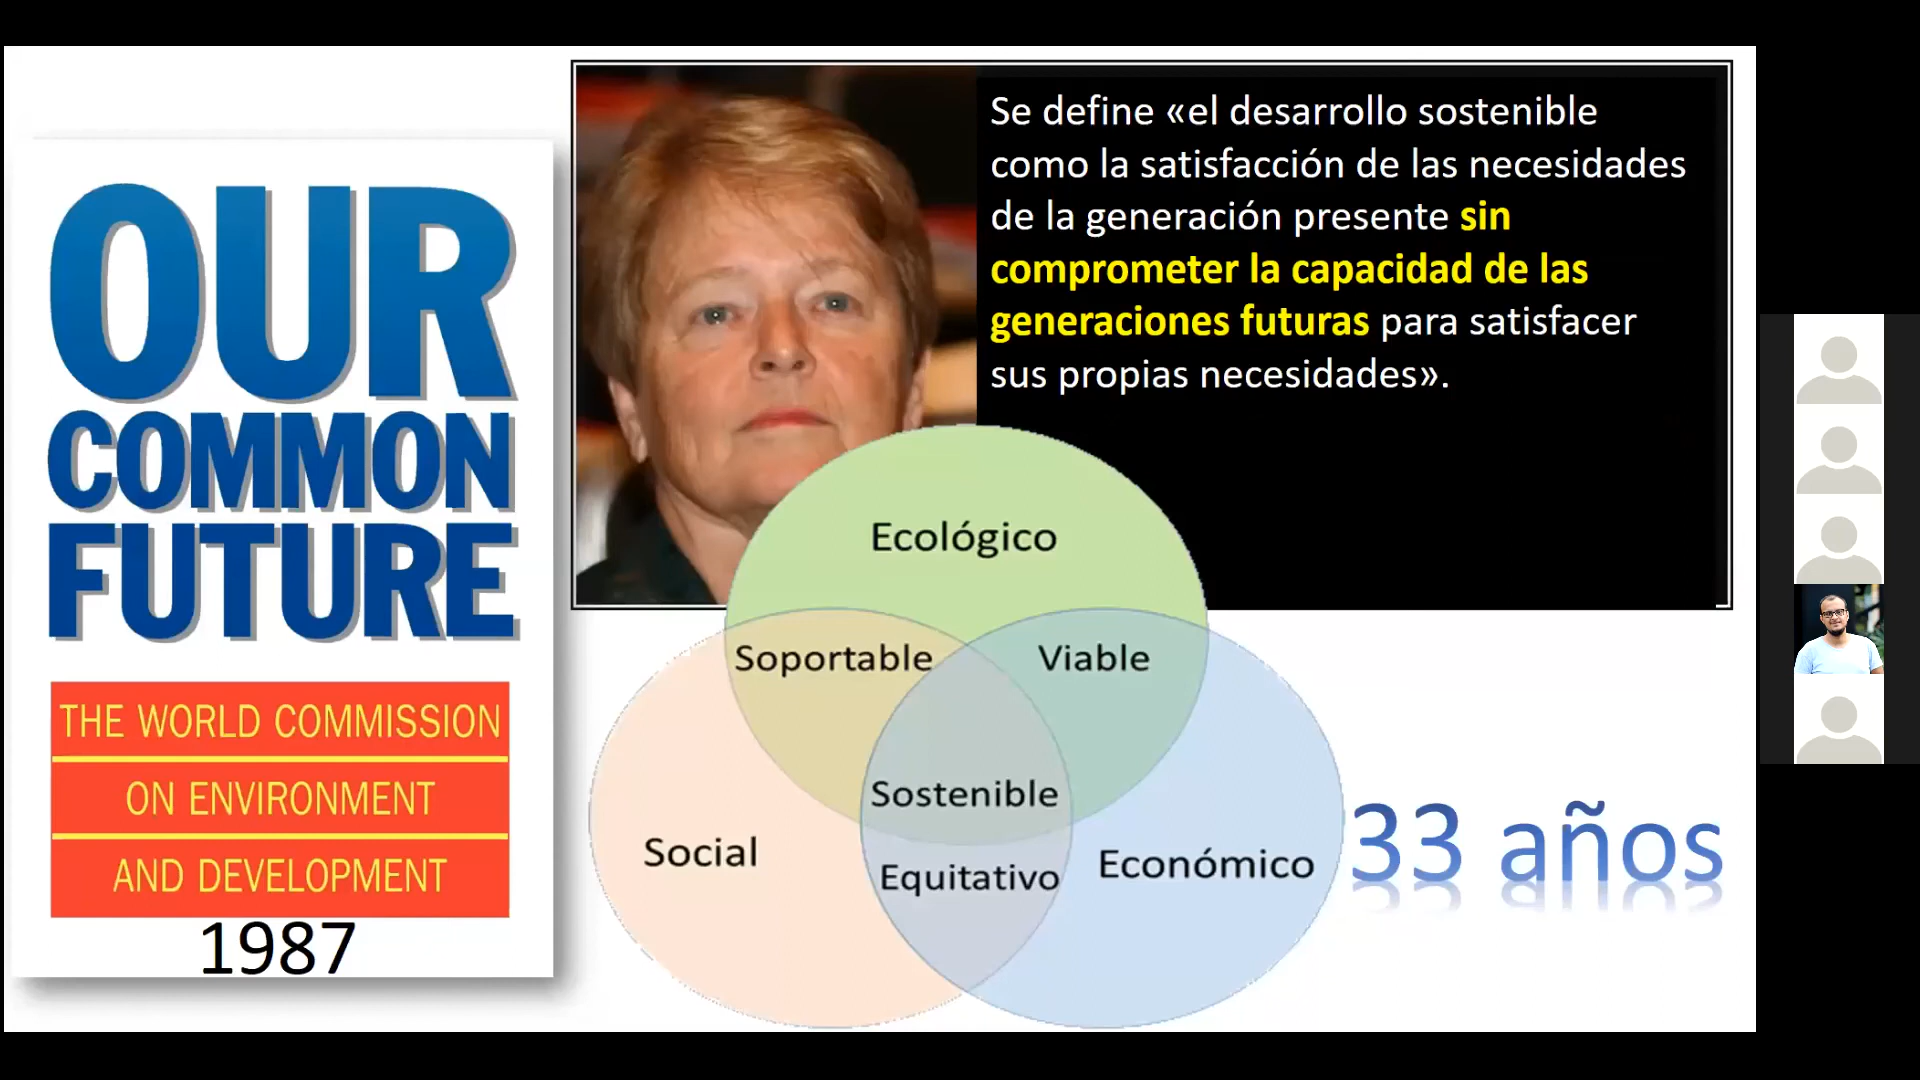 OUR
COMMON
FUTURE
THE WORLD COMMISSION
ON ENVIRONMENT
AND DEVELOPMENT
1987
Se define «el desarrollo sostenible
como la satisfacción de las necesidades
de la generación presente sin
comprometer la capacidad de las
generaciones futuras para satisfacer
sus propias necesidades».
Ecológico
Soportable
Viable
Sostenible
Social
Equitativo
Económico
33 años